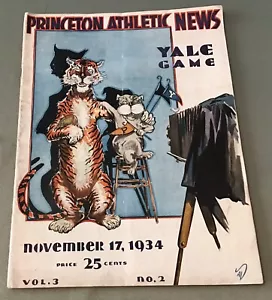 PRINCETON ATHLETIC NEWS
YALE
GAME
NOVEMBER 17, 1934
PRICE 25 CENTS
VOL. 3 NO. 2